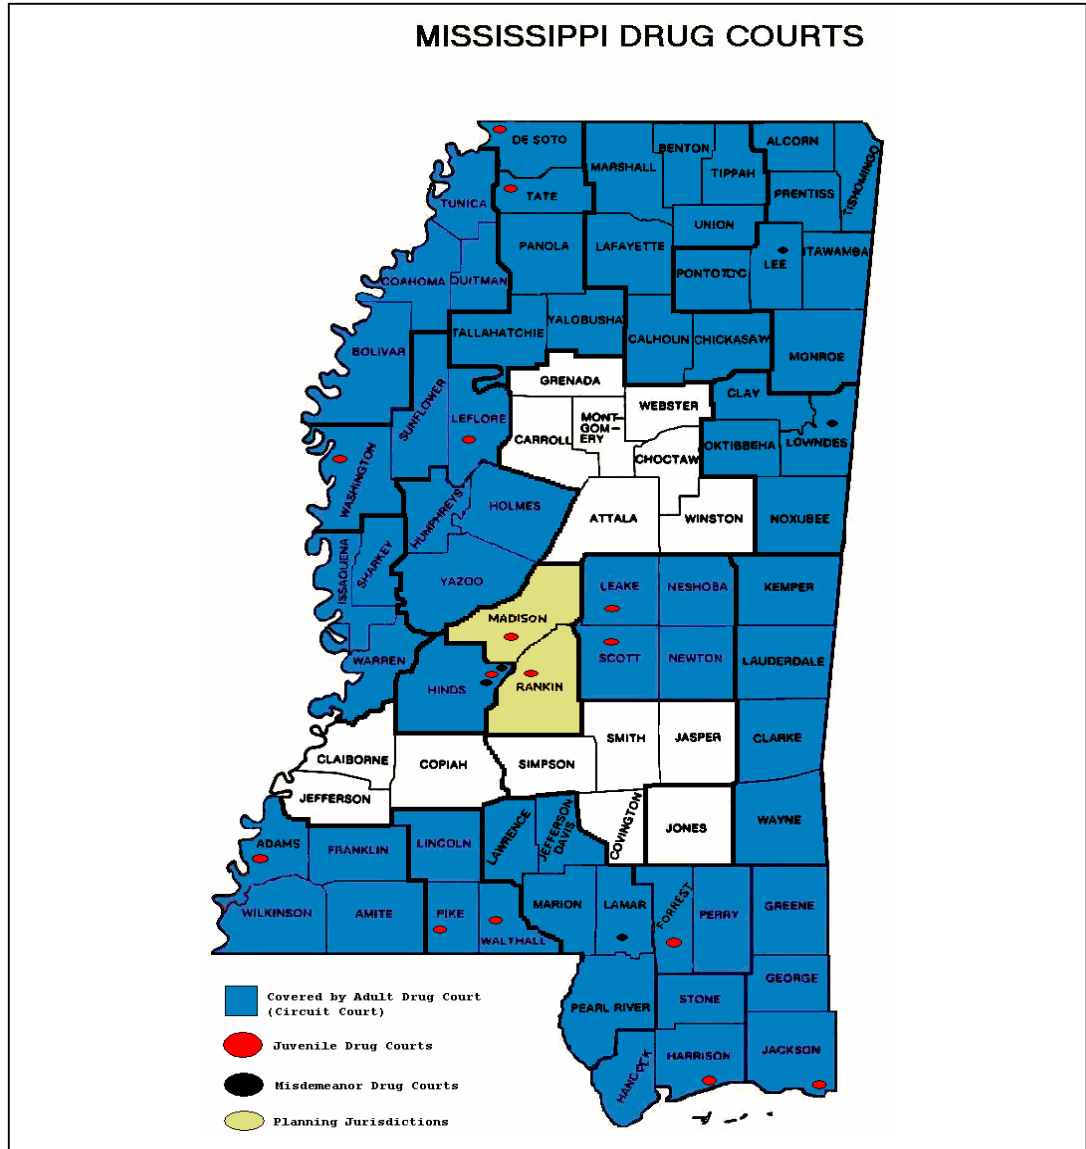 MISSISSIPPI DRUG COURTS
DE SOTO
BENTON
ALCORN
MARSHALL
TIPPAH
TISHOMINGO
TATE
PRENTISS
TUNICA
UNION
PANOLA
LAFAYETTE
ITAWAMBA
LEE
PONTOTOC
COAHOMA
QUITMAN
YALOBUSHA
TALLAHATCHIE
CALHOUN
CHICKASAW
BOLIVAR
MONROE
GRENADA
CLAY
SUNFLOWER
WEBSTER
LEFLORE
MONT-
GOM-
ERY
CARROLL
OKTIBBEHA
LOWNDES
CHOCTAW
WASHINGTON
HUMPHREYS
HOLMES
ATTALA
WINSTON
NOXUBEE
ISSAQUENA
SHARKEY
YAZOO
LEAKE
NESHOBA
KEMPER
MADISON
WARREN
SCOTT
NEWTON
LAUDERDALE
HINDS
RANKIN
SMITH
JASPER
CLARKE
CLAIBORNE
COPIAH
SIMPSON
JEFFERSON
COVINGTON
JONES
WAYNE
ADAMS
FRANKLIN
LINCOLN
LAWRENCE
JEFFERSON
DAVIS
WILKINSON
AMITE
PIKE
WALTHALL
MARION
LAMAR
FORREST
PERRY
GREENE
GEORGE
PEARL RIVER
STONE
HANCOCK
HARRISON
JACKSON
Covered by Adult Drug Court
(Circuit Court)
Juvenile Drug Courts
Misdemeanor Drug Courts
Planning Jurisdictions